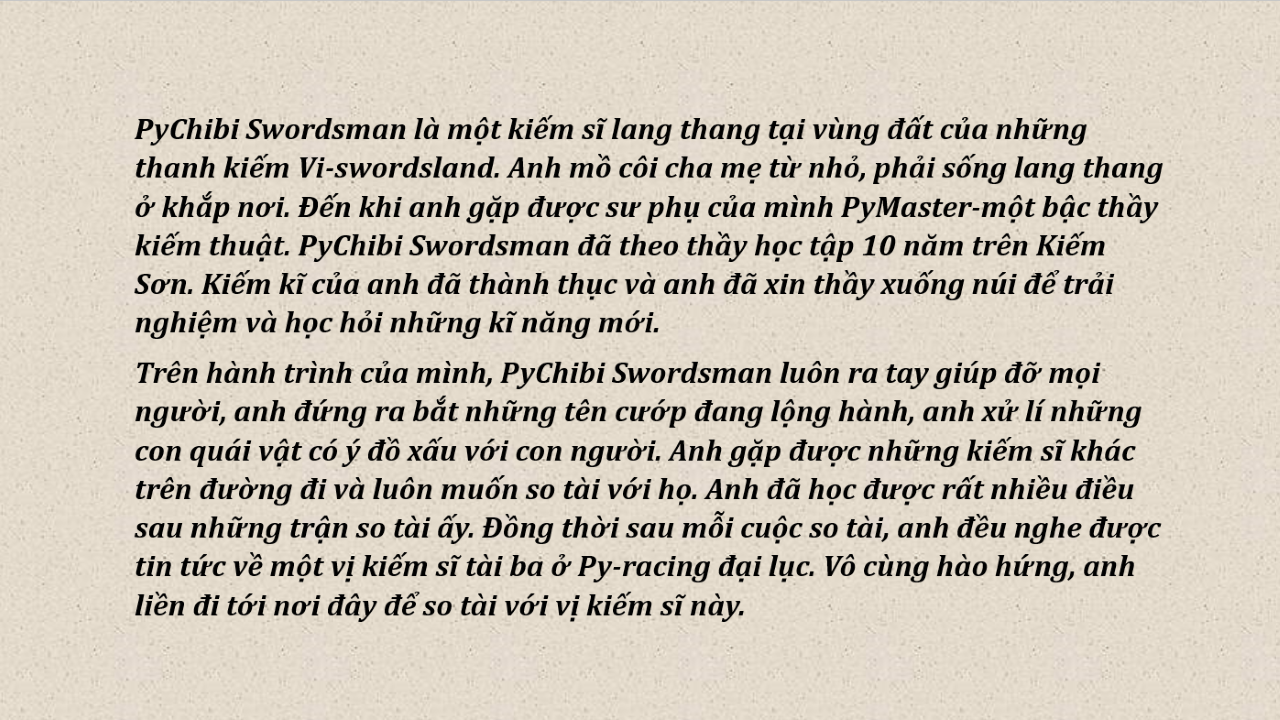 PyChibi Swordsman là một kiếm sĩ lang thang tại vùng đất của những
thanh kiếm Vi-swordsland. Anh mồ côi cha mẹ từ nhỏ, phải sống lang thang
ở khắp nơi. Đến khi anh gặp được sư phụ của mình PyMaster-một bậc thầy
kiếm thuật. PyChibi Swordsman đã theo thầy học tập 10 năm trên Kiếm
Sơn. Kiếm kĩ của anh đã thành thục và anh đã xin thầy xuống núi để trải
nghiệm và học hỏi những kĩ năng mới.
Trên hành trình của mình, PyChibi Swordsman luôn ra tay giúp đỡ mọi
người, anh đứng ra bắt những tên cướp đang lộng hành, anh xử lí những
con quái vật có ý đồ xấu với con người. Anh gặp được những kiếm sĩ khác
trên đường đi và luôn muốn so tài với họ. Anh đã học được rất nhiều điều
sau những trận so tài ấy. Đồng thời sau mỗi cuộc so tài, anh đều nghe được
tin tức về một vị kiếm sĩ tài ba ở Py-racing đại lục. Vô cùng hào hứng, anh
liền đi tới nơi đây để so tài với vị kiếm sĩ này.